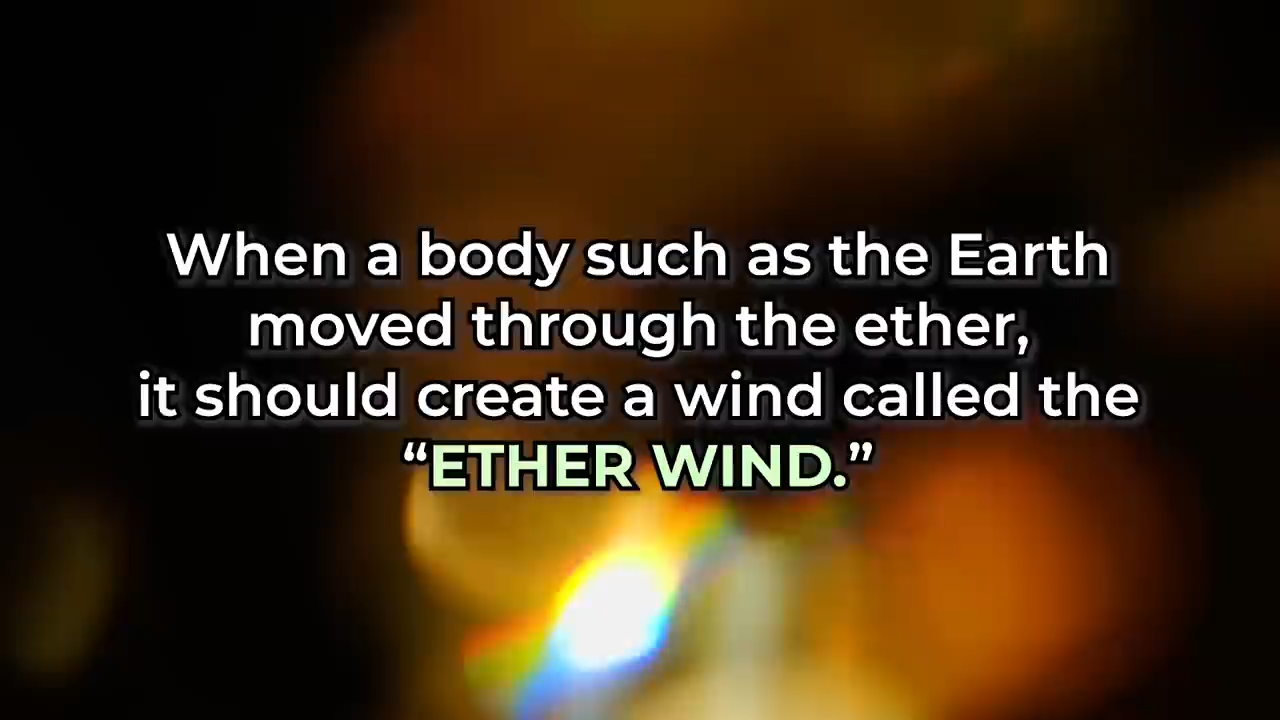 When a body such as the Earth
moved through the ether,
it should create a wind called the
“ETHER WIND.”